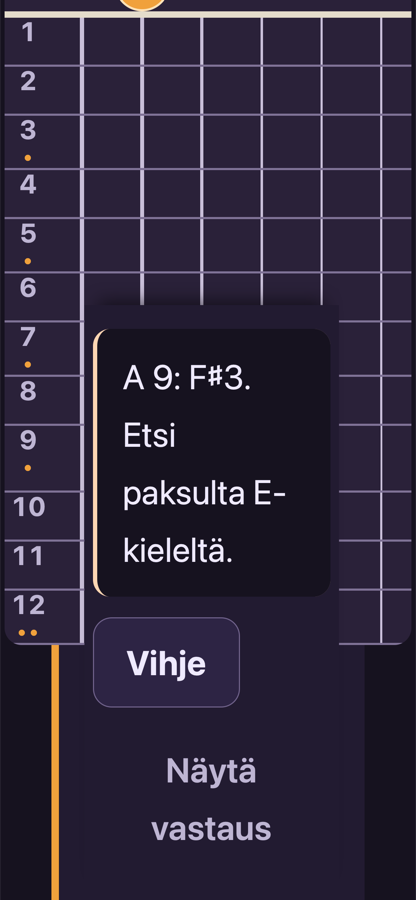 1
2
3
4
5
6
7
8
9
10
11
12
A 9: F♯3.
Etsi
paksulta E-
kieleltä.
Vihje
Näytä
vastaus